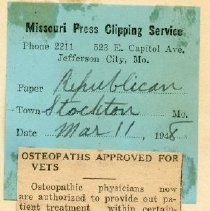 Missouri Press Clipping Service
Phone 2211 523 E. Capitol Ave.
Jefferson City, Mo.
Paper Republican
Town Stockton Mo.
Date Mar 11, 1948
OSTEOPATHS APPROVED FOR
VETS
Osteopathic physicians now
are authorized to provide out pa-
tient treatment within certain